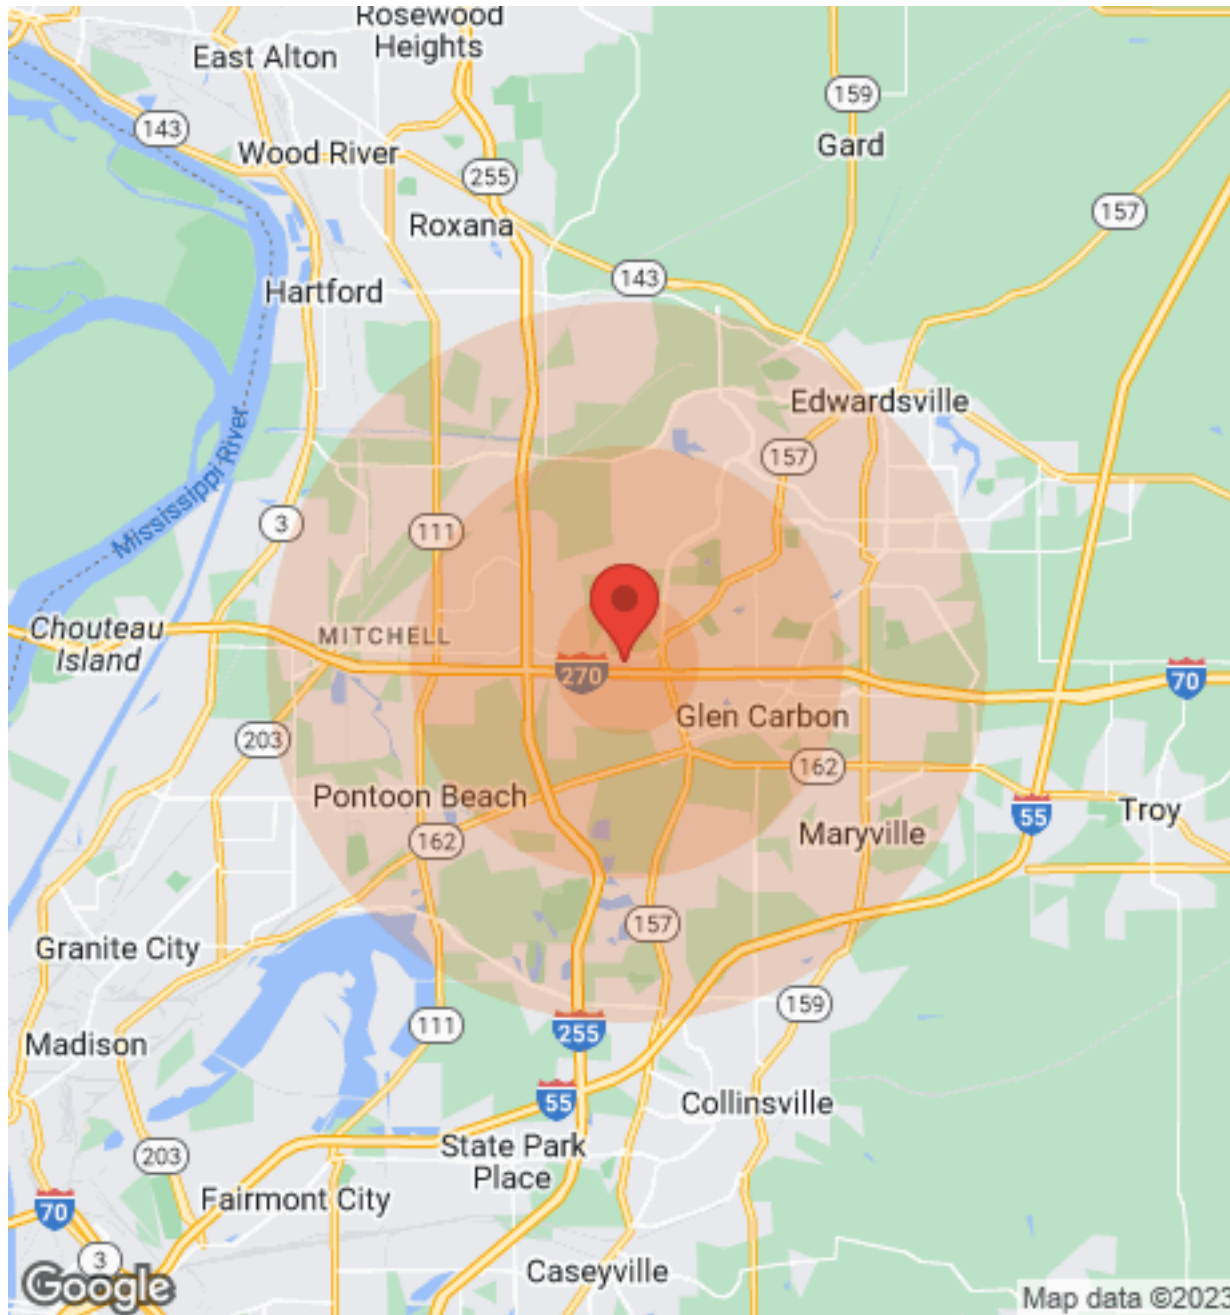 Rosewood
Heights
East Alton
159
143
Gard
Wood River
255
157
Roxana
143
Hartford
Edwardsville
157
Mississippi River
3
111
Chouteau
Island
MITCHELL
270
70
Glen Carbon
203
162
Pontoon Beach
55
Troy
162
Maryville
157
Granite City
159
111
255
Madison
55
Collinsville
State Park
Place
203
Fairmont City
70
3
Caseyville
Google
Map data ©2023